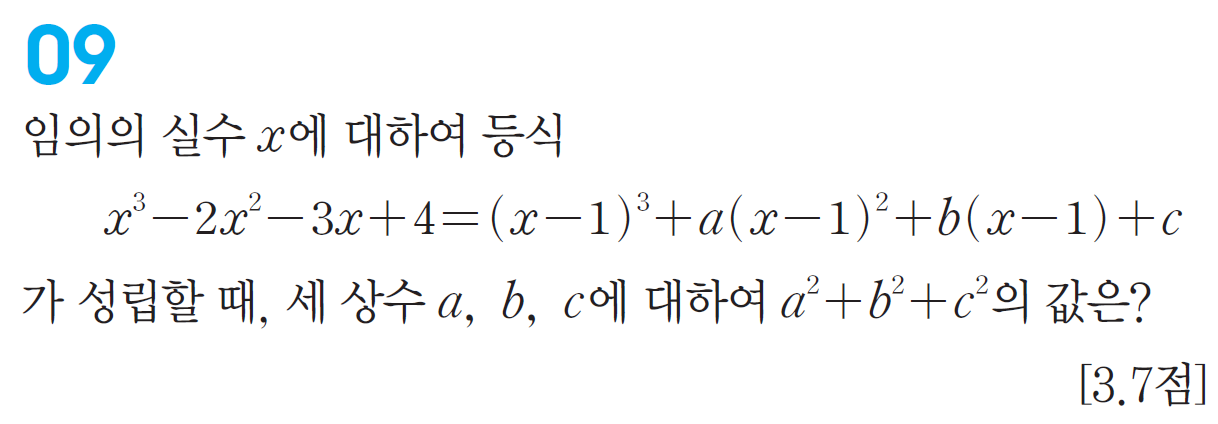 09
임의의 실수 x에 대하여 등식
x³−2x²−3x+4=(x−1)³+a(x−1)²+b(x−1)+c
가 성립할 때, 세 상수 a, b, c에 대하여 a²+b²+c²의 값은?
[3.7점]